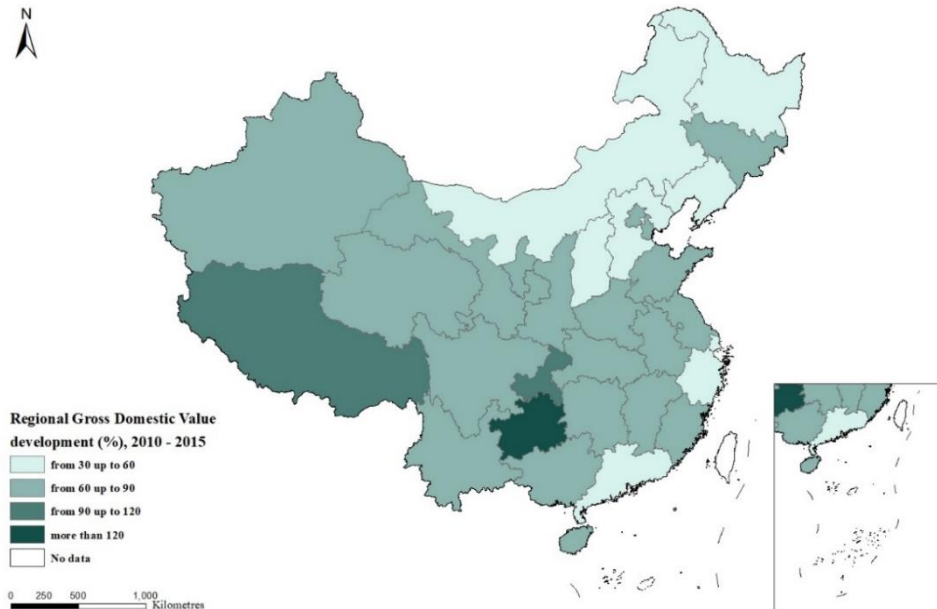 N
Regional Gross Domestic Value
development (%), 2010 - 2015
from 30 up to 60
from 60 up to 90
from 90 up to 120
more than 120
No data
0 250 500 1,000
Kilometres